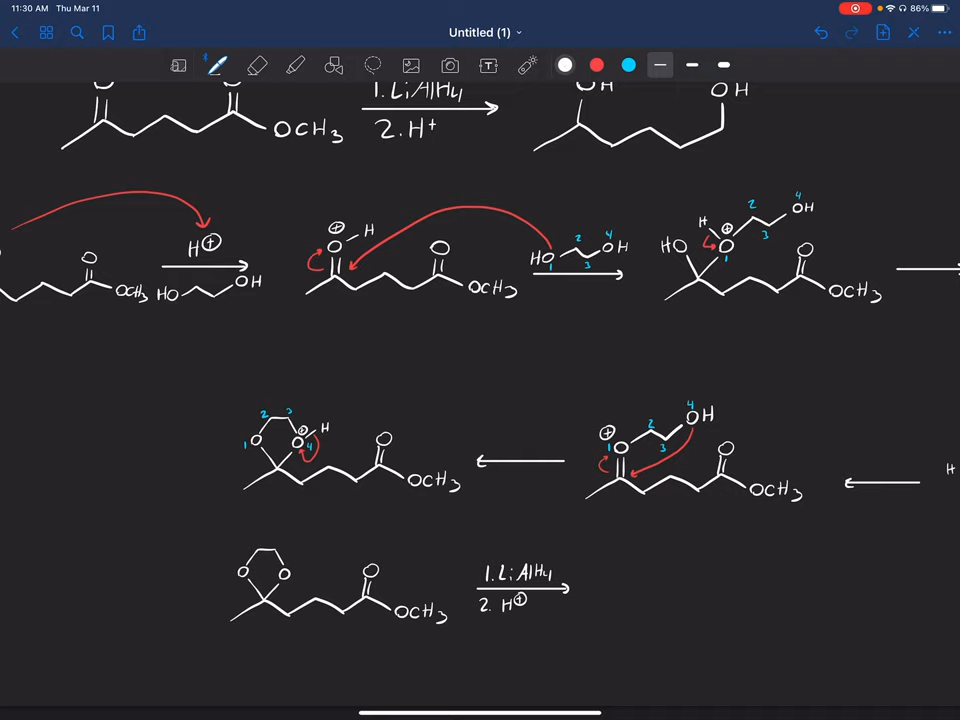 11:30 AM Thu Mar 11
86%
Untitled (1)
1. LiAlH4
2. H+
OCH3
OH
OH
H+
HO
OH
OCH3
O
+
O
H
O
OCH3
HO
OH
1
2
3
4
HO
H
+
O
1
2
3
4
OH
O
OCH3
1
2
3
4
O
O
+
H
O
OCH3
+
1
O
2
3
4
OH
O
OCH3
H
O
O
O
OCH3
1. LiAlH4
2. H+